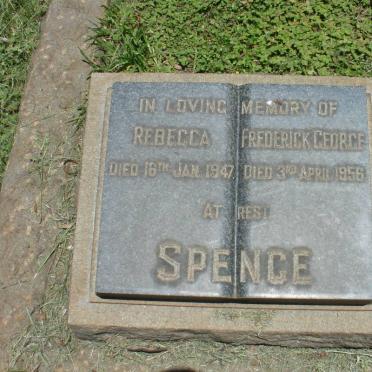 IN LOVING MEMORY OF
REBECCA FREDERICK GEORGE
DIED 16TH JAN. 1947 DIED 3RD APRIL 1956
AT REST
SPENCE